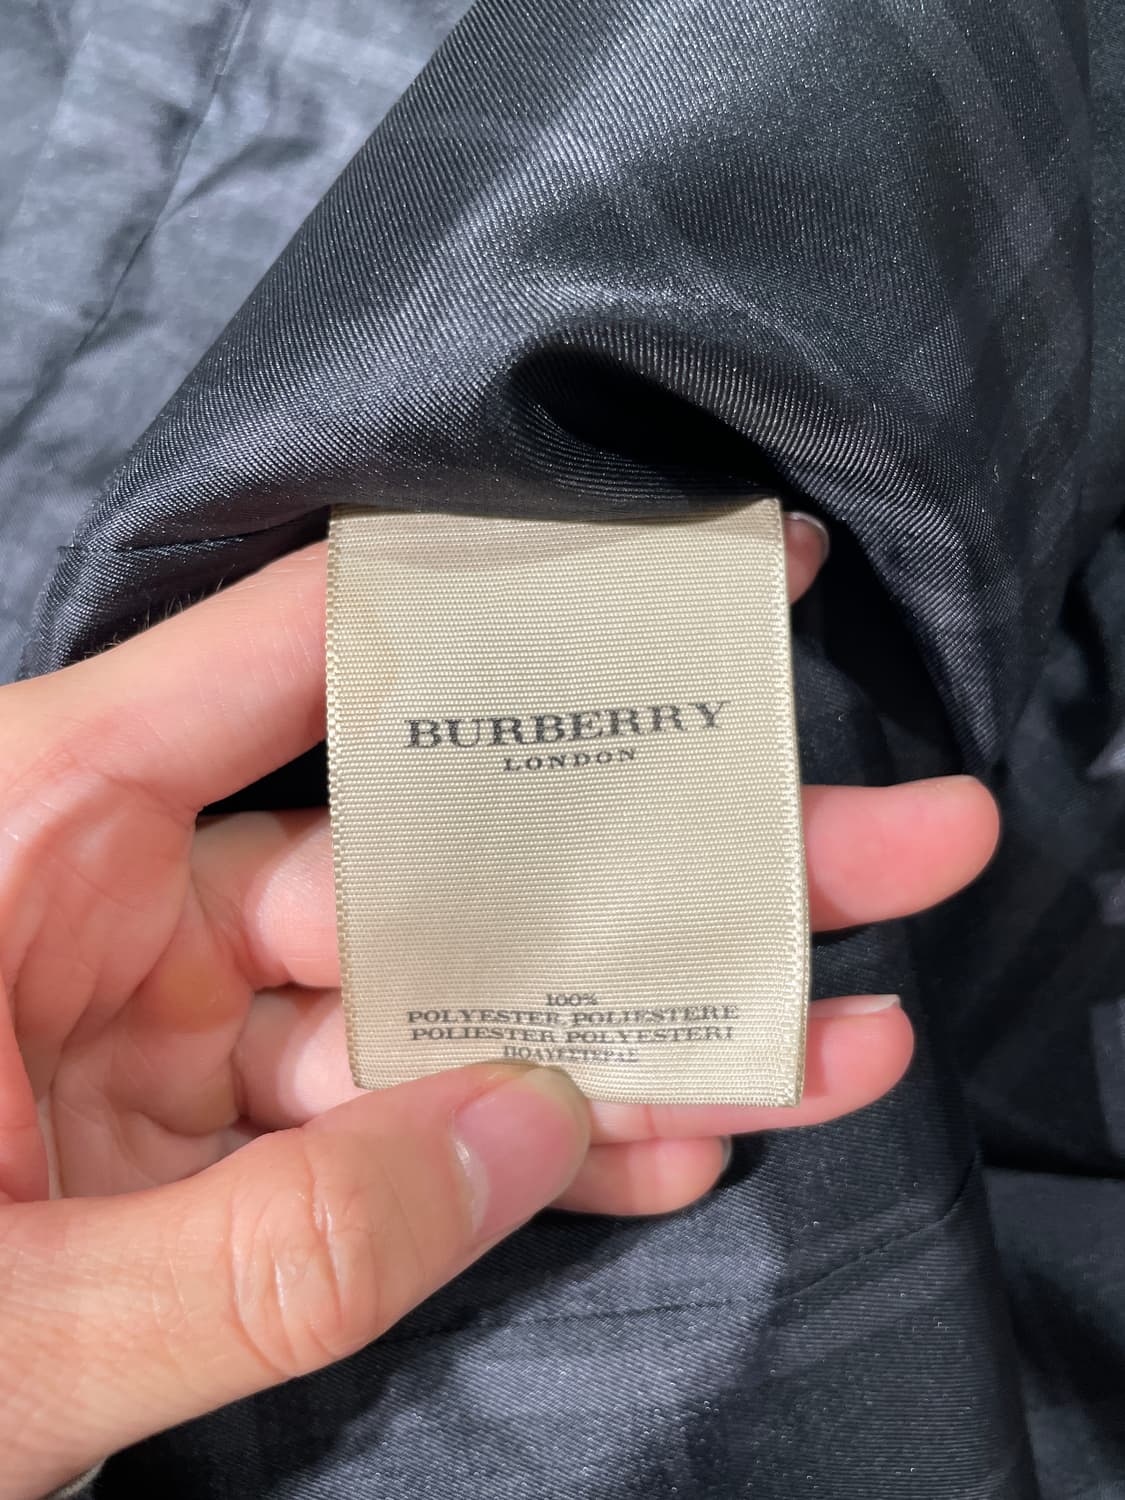 BURBERRY
LONDON
100%
POLYESTER POLIESTERE
POLIESTER POLYESTERI
ΠΟΛΥΕΣΤΕΡΑΣ